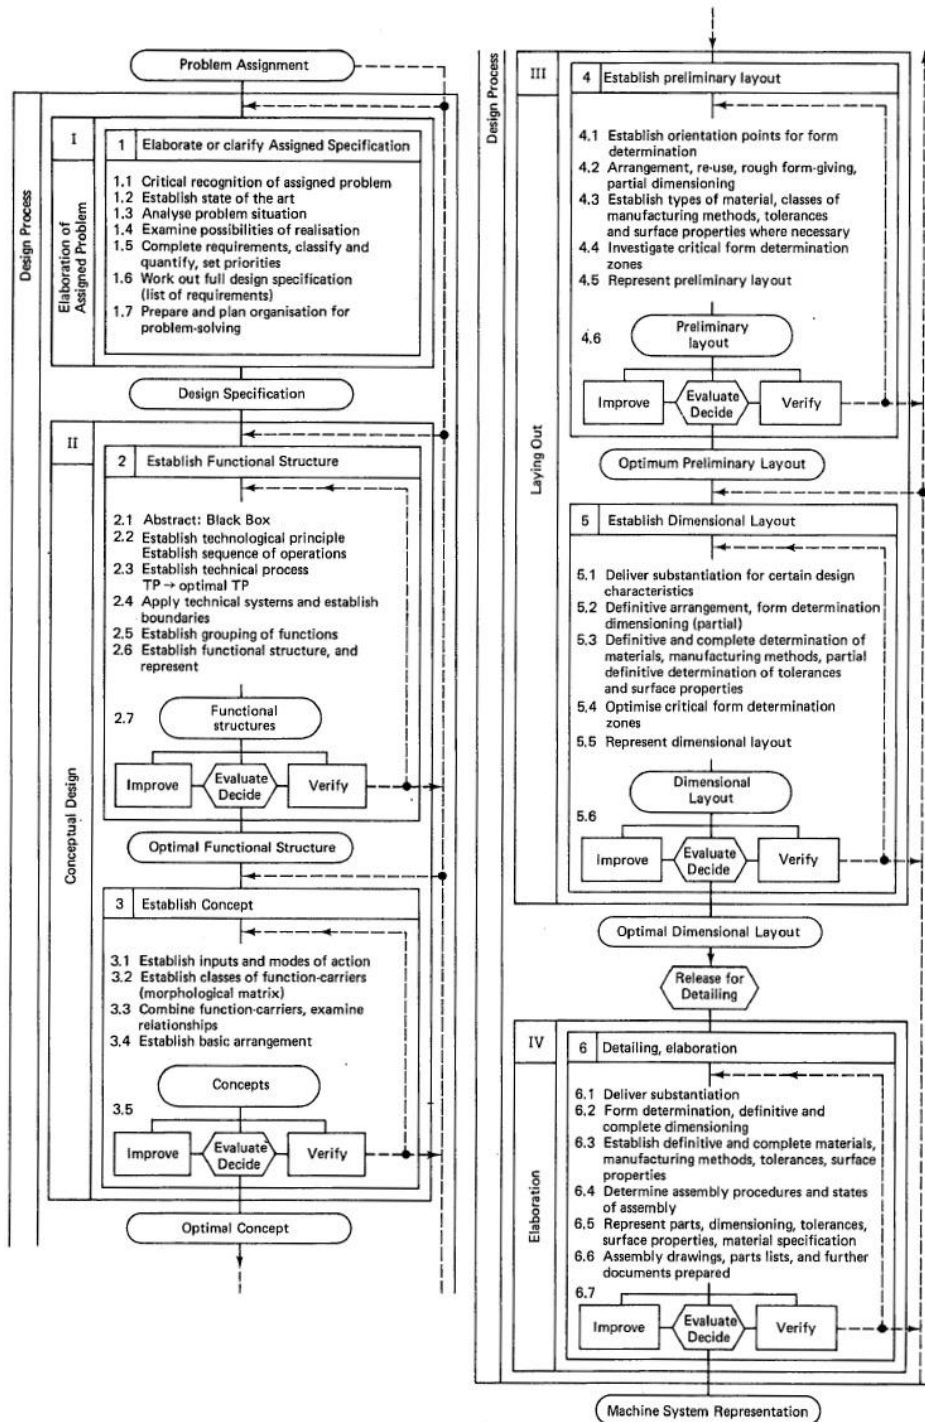 Problem Assignment
Design Process
I
Elaboration of
Assigned Problem
1 Elaborate or clarify Assigned Specification
1.1 Critical recognition of assigned problem
1.2 Establish state of the art
1.3 Analyse problem situation
1.4 Examine possibilities of realisation
1.5 Complete requirements, classify and
quantify, set priorities
1.6 Work out full design specification
(list of requirements)
1.7 Prepare and plan organisation for
problem-solving
Design Specification
II
Conceptual Design
2 Establish Functional Structure
2.1 Abstract: Black Box
2.2 Establish technological principle
Establish sequence of operations
2.3 Establish technical process
TP → optimal TP
2.4 Apply technical systems and establish
boundaries
2.5 Establish grouping of functions
2.6 Establish functional structure, and
represent
2.7 Functional
structures
Improve Evaluate Verify
Decide
Optimal Functional Structure
3 Establish Concept
3.1 Establish inputs and modes of action
3.2 Establish classes of function-carriers
(morphological matrix)
3.3 Combine function-carriers, examine
relationships
3.4 Establish basic arrangement
Concepts
3.5
Improve Evaluate Verify
Decide
Optimal Concept
Design Process
III
Laying Out
4 Establish preliminary layout
4.1 Establish orientation points for form
determination
4.2 Arrangement, re-use, rough form-giving,
partial dimensioning
4.3 Establish types of material, classes of
manufacturing methods, tolerances
and surface properties where necessary
4.4 Investigate critical form determination
zones
4.5 Represent preliminary layout
4.6 Preliminary
layout
Improve Evaluate Verify
Decide
Optimum Preliminary Layout
5 Establish Dimensional Layout
5.1 Deliver substantiation for certain design
characteristics
5.2 Definitive arrangement, form determination
dimensioning (partial)
5.3 Definitive and complete determination of
materials, manufacturing methods, partial
definitive determination of tolerances
and surface properties
5.4 Optimise critical form determination
zones
5.5 Represent dimensional layout
Dimensional
Layout
5.6
Improve Evaluate Verify
Decide
Optimal Dimensional Layout
Release for
Detailing
IV
Elaboration
6 Detailing, elaboration
6.1 Deliver substantiation
6.2 Form determination, definitive and
complete dimensioning
6.3 Establish definitive and complete materials,
manufacturing methods, tolerances, surface
properties
6.4 Determine assembly procedures and states
of assembly
6.5 Represent parts, dimensioning, tolerances,
surface properties, material specification
6.6 Assembly drawings, parts lists, and further
documents prepared
6.7
Improve Evaluate Verify
Decide
Machine System Representation